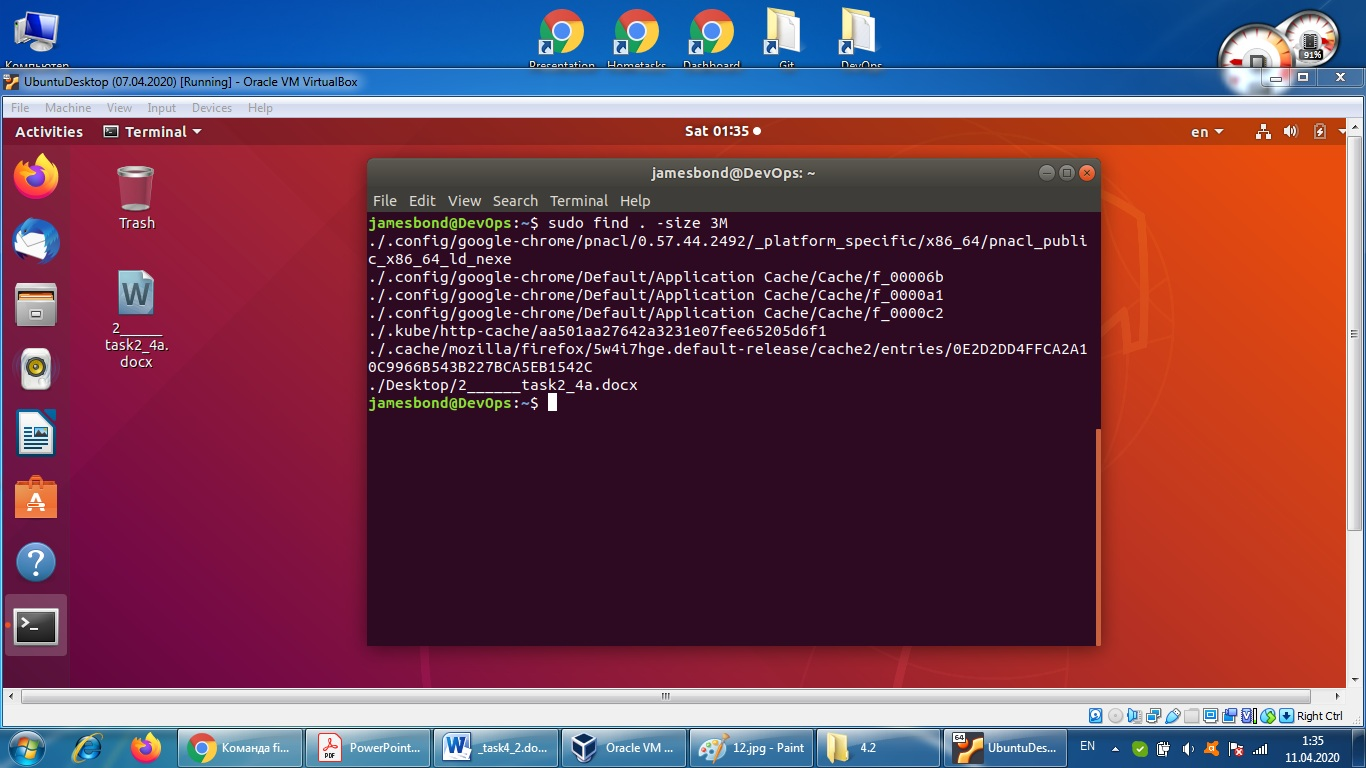 Компьютер
Presentation
Hometasks
Dashboard
Git
DevOps
91%
UbuntuDesktop (07.04.2020) [Running] - Oracle VM VirtualBox
File Machine View Input Devices Help
Activities
Terminal
Sat 01:35
en
Trash
2______
task2_4a.
docx
jamesbond@DevOps: ~
File Edit View Search Terminal Help
jamesbond@DevOps:~$ sudo find . -size 3M
./.config/google-chrome/pnacl/0.57.44.2492/_platform_specific/x86_64/pnacl_publi
c_x86_64_ld_nexe
./.config/google-chrome/Default/Application Cache/Cache/f_00006b
./.config/google-chrome/Default/Application Cache/Cache/f_0000a1
./.config/google-chrome/Default/Application Cache/Cache/f_0000c2
./.kube/http-cache/aa501aa27642a3231e07fee65205d6f1
./.cache/mozilla/firefox/5w4i7hge.default-release/cache2/entries/0E2D2DD4FFCA2A1
0C9966B543B227BCA5EB1542C
./Desktop/2______task2_4a.docx
jamesbond@DevOps:~$
Right Ctrl
Команда fi...
PowerPoint...
_task4_2.do...
Oracle VM ...
12.jpg - Paint
4.2
64
UbuntuDes...
EN
1:35
11.04.2020